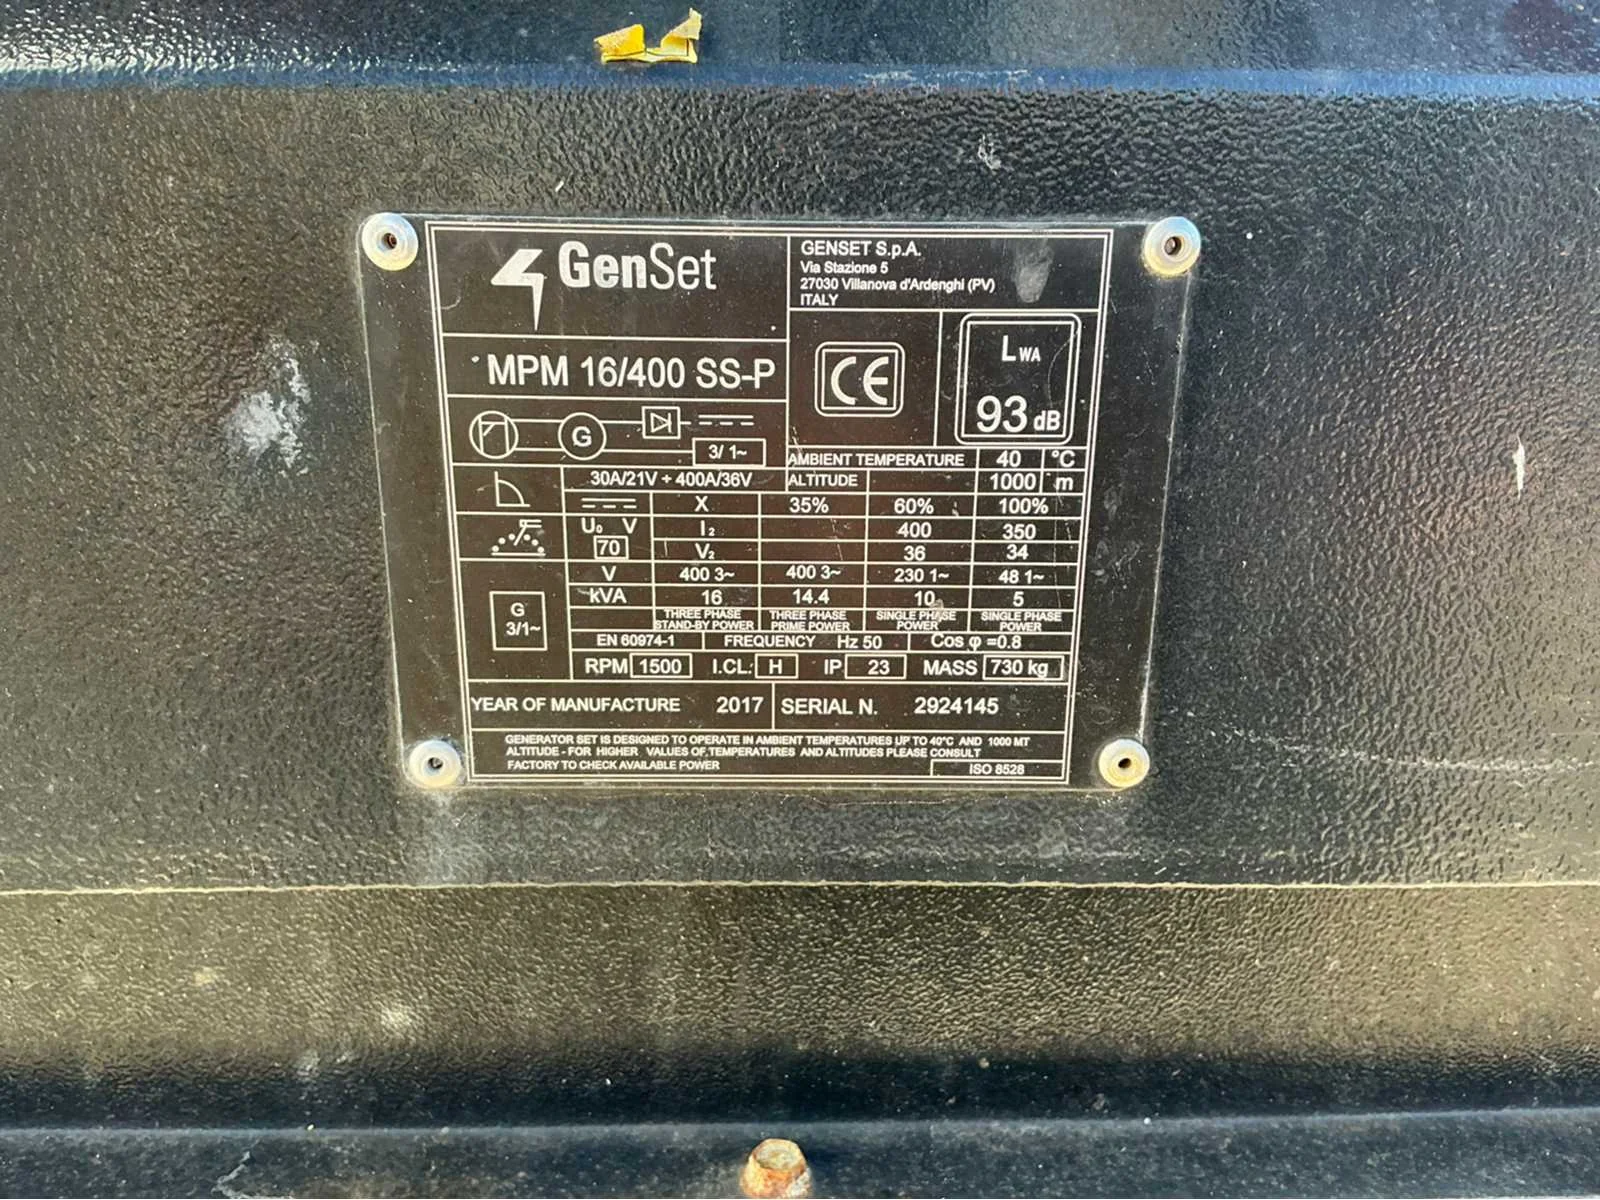 GenSet
GENSET S.p.A.
Via Stazione 5
27030 Villanova d'Ardenghi (PV)
ITALY
MPM 16/400 SS-P
CE
LWA
93 dB
G
3/ 1~
AMBIENT TEMPERATURE 40 °C
30A/21V + 400A/36V
ALTITUDE 1000 m
X 35% 60% 100%
U₀ V I₂ 400 350
70 V₂ 36 34
V 400 3~ 400 3~ 230 1~ 48 1~
kVA 16 14.4 10 5
G
3/1~
THREE PHASE STAND-BY POWER THREE PHASE PRIME POWER SINGLE PHASE POWER SINGLE PHASE POWER
EN 60974-1 FREQUENCY Hz 50 Cos φ =0.8
RPM 1500 I.CL: H IP 23 MASS 730 kg
YEAR OF MANUFACTURE 2017 SERIAL N. 2924145
GENERATOR SET IS DESIGNED TO OPERATE IN AMBIENT TEMPERATURES UP TO 40°C AND 1000 MT
ALTITUDE - FOR HIGHER VALUES OF TEMPERATURES AND ALTITUDES PLEASE CONSULT
FACTORY TO CHECK AVAILABLE POWER
ISO 8528